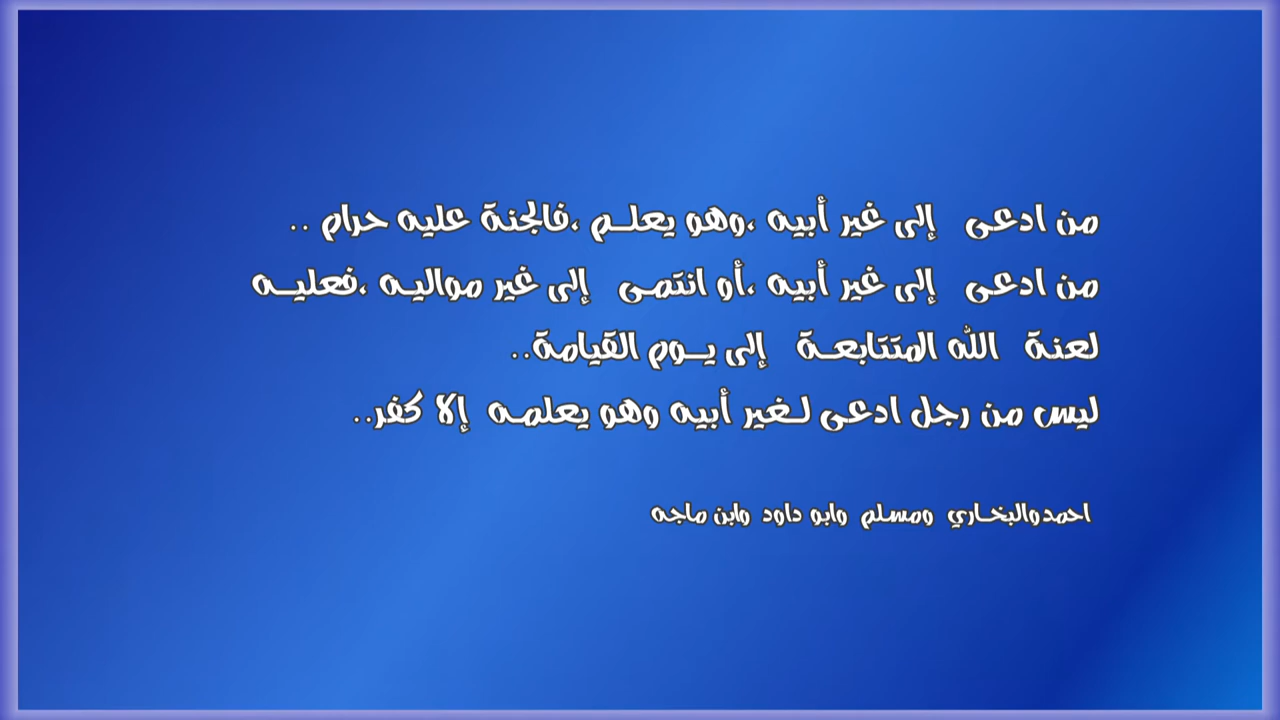 من ادعى إلى غير أبيه ،وهو يعلم ،فالجنة عليه حرام ..
من ادعى إلى غير أبيه ،أو انتمى إلى غير مواليه ،فعليه
لعنة الله المتتابعة إلى يوم القيامة..
ليس من رجل ادعى لغير أبيه وهو يعلمه إلا كفر..
احمدوالبخاري ومسلم وابو داود وابن ماجه